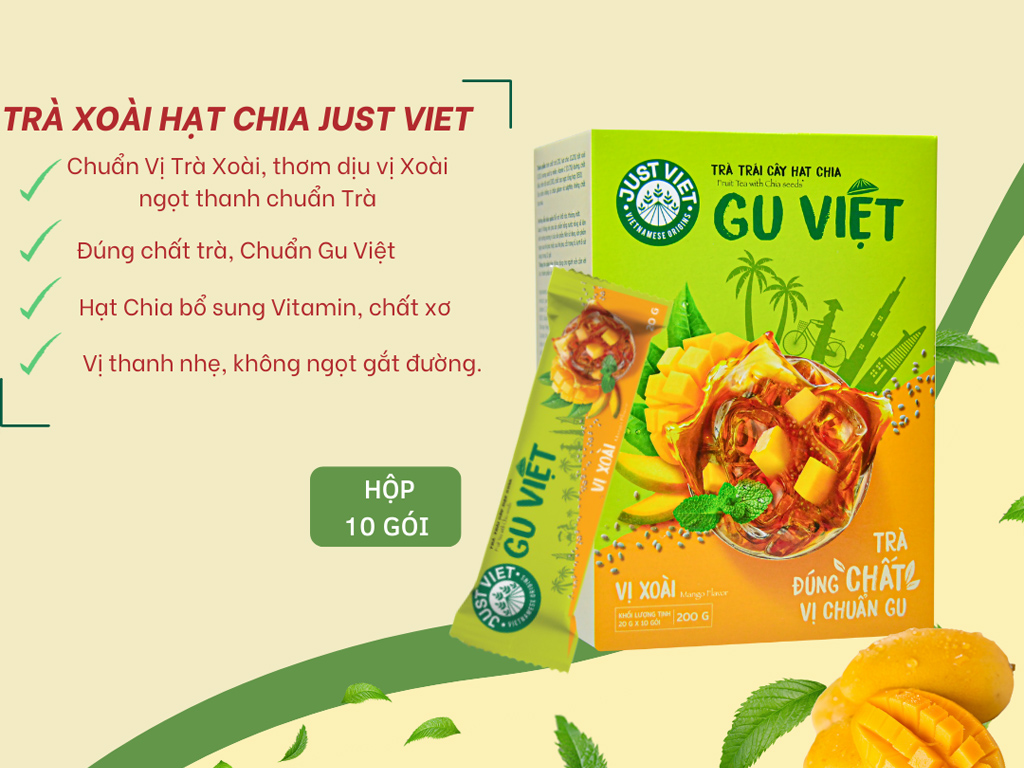 TRÀ XOÀI HẠT CHIA JUST VIET
Chuẩn Vị Trà Xoài, thơm dịu vị Xoài
ngọt thanh chuẩn Trà
Đúng chất trà, Chuẩn Gu Việt
Hạt Chia bổ sung Vitamin, chất xơ
Vị thanh nhẹ, không ngọt gắt đường.
HỘP
10 GÓI
JUST VIET
VIETNAMESE ORIGINS
TRÀ TRÁI CÂY HẠT CHIA
Fruit Tea with Chia seeds
GU VIỆT
TRÀ
ĐÚNG CHẤT
VỊ CHUẨN GU
VỊ XOÀI Mango Flavor
KHỐI LƯỢNG TỊNH
20 G X 10 GÓI
200 G
20 G
VỊ XOÀI
GU VIỆT
JUST VIET
VIETNAMESE ORIGINS